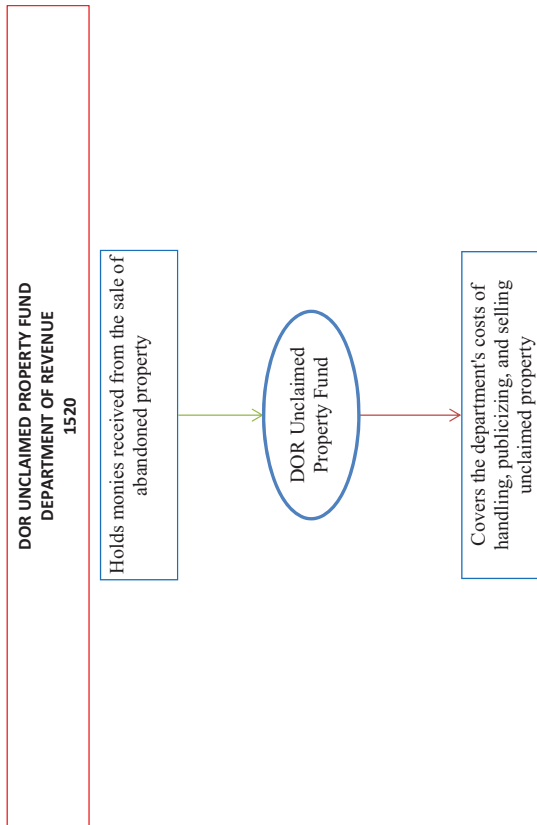 DOR UNCLAIMED PROPERTY FUND
DEPARTMENT OF REVENUE
1520
Holds monies received from the sale of
abandoned property
DOR Unclaimed
Property Fund
Covers the department's costs of
handling, publicizing, and selling
unclaimed property